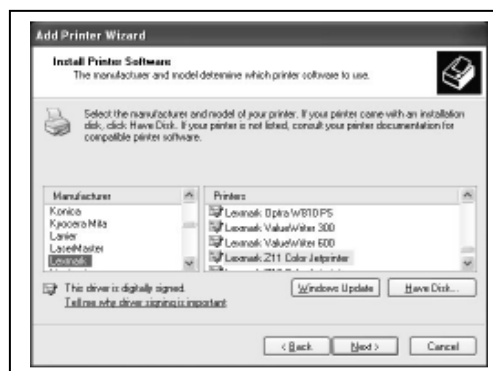 Add Printer Wizard
Install Printer Software
The manufacturer and model determine which printer software to use.
Select the manufacturer and model of your printer. If your printer came with an installation
disk, click Have Disk. If your printer is not listed, consult your printer documentation for
compatible printer software.
Manufacturer
Konica
Kyocera Mita
Lanier
LaserMaster
Lexmark
Printers
Lexmark Optra W810 PS
Lexmark ValueWriter 300
Lexmark ValueWriter 600
Lexmark Z11 Color Jetprinter
This driver is digitally signed.
Tell me why driver signing is important
Windows Update
Have Disk...
< Back
Next >
Cancel